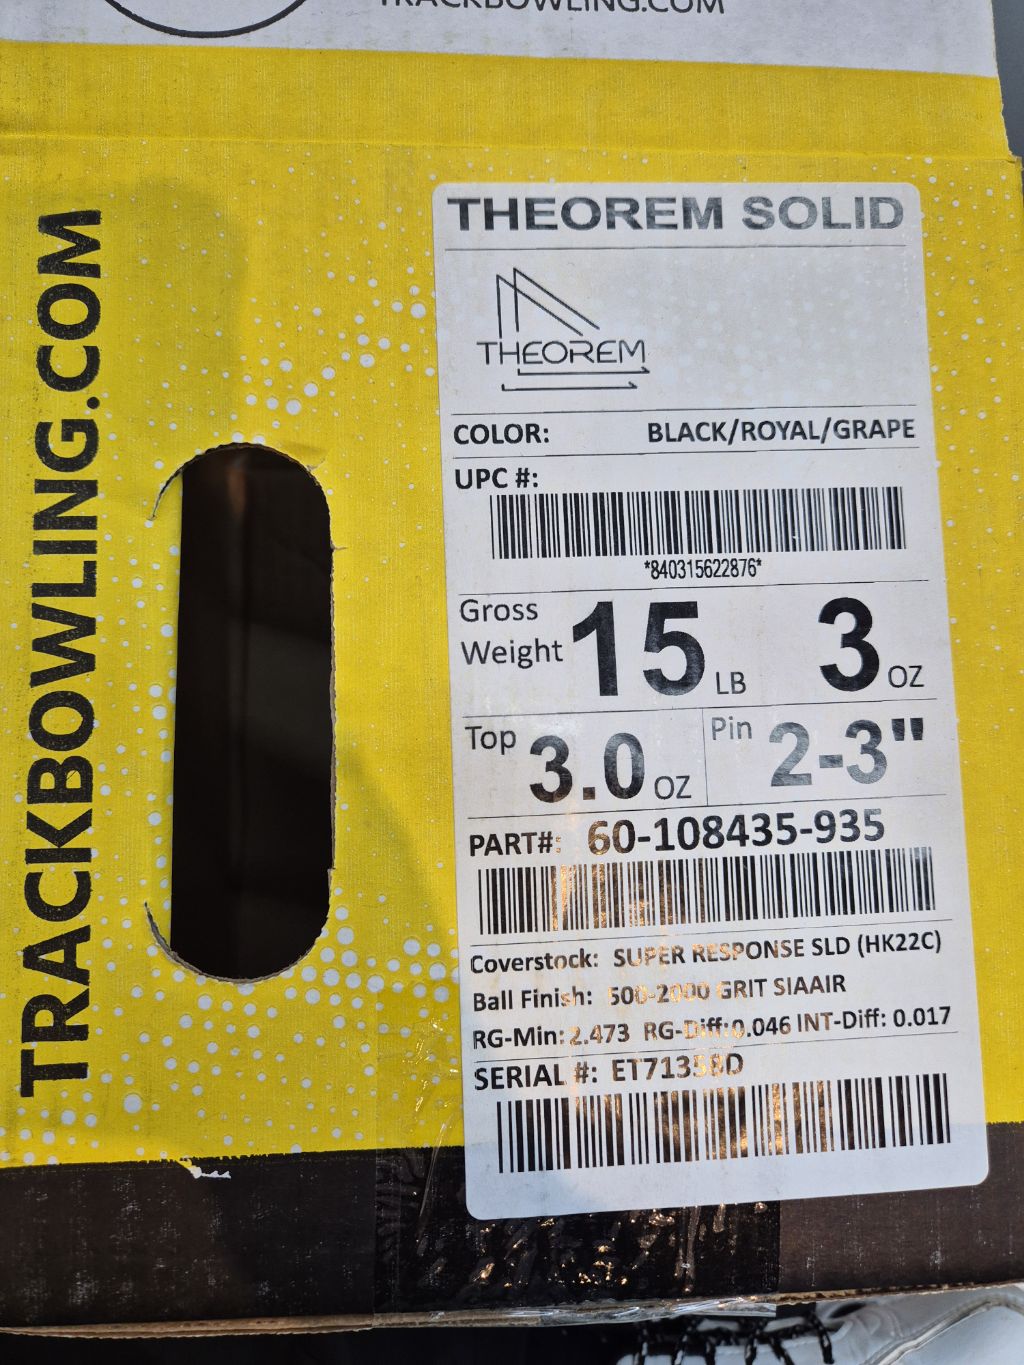 TRACKBOWLING.COM
TRACKBOWLING.COM
THEOREM SOLID
THEOREM
COLOR: BLACK/ROYAL/GRAPE
UPC #:
*840315622876*
Gross Weight 15 LB 3 OZ
Top 3.0 OZ Pin 2-3"
PART#: 60-108435-935
Coverstock: SUPER RESPONSE SLD (HK22C)
Ball Finish: 500-2000 GRIT SIAAIR
RG-Min: 2.473 RG-Diff:0.046 INT-Diff: 0.017
SERIAL #: ET71358D